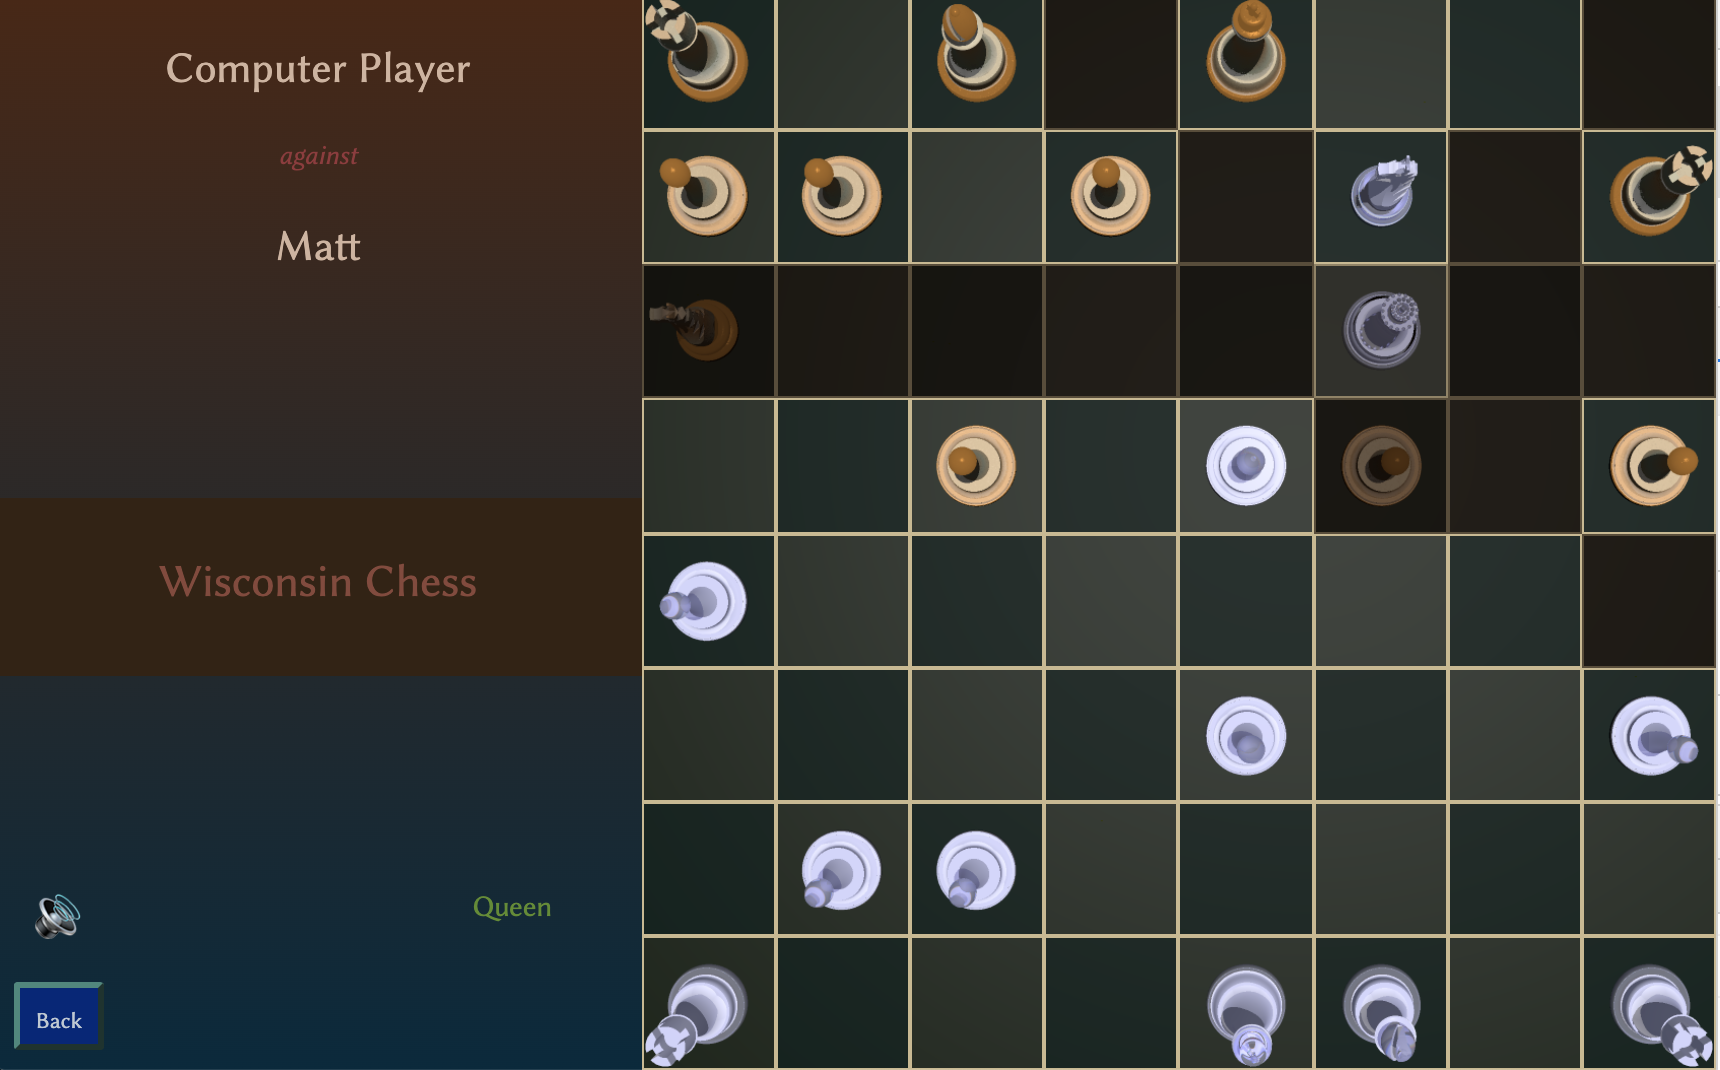 Computer Player
against
Matt
Wisconsin Chess
Queen
Back